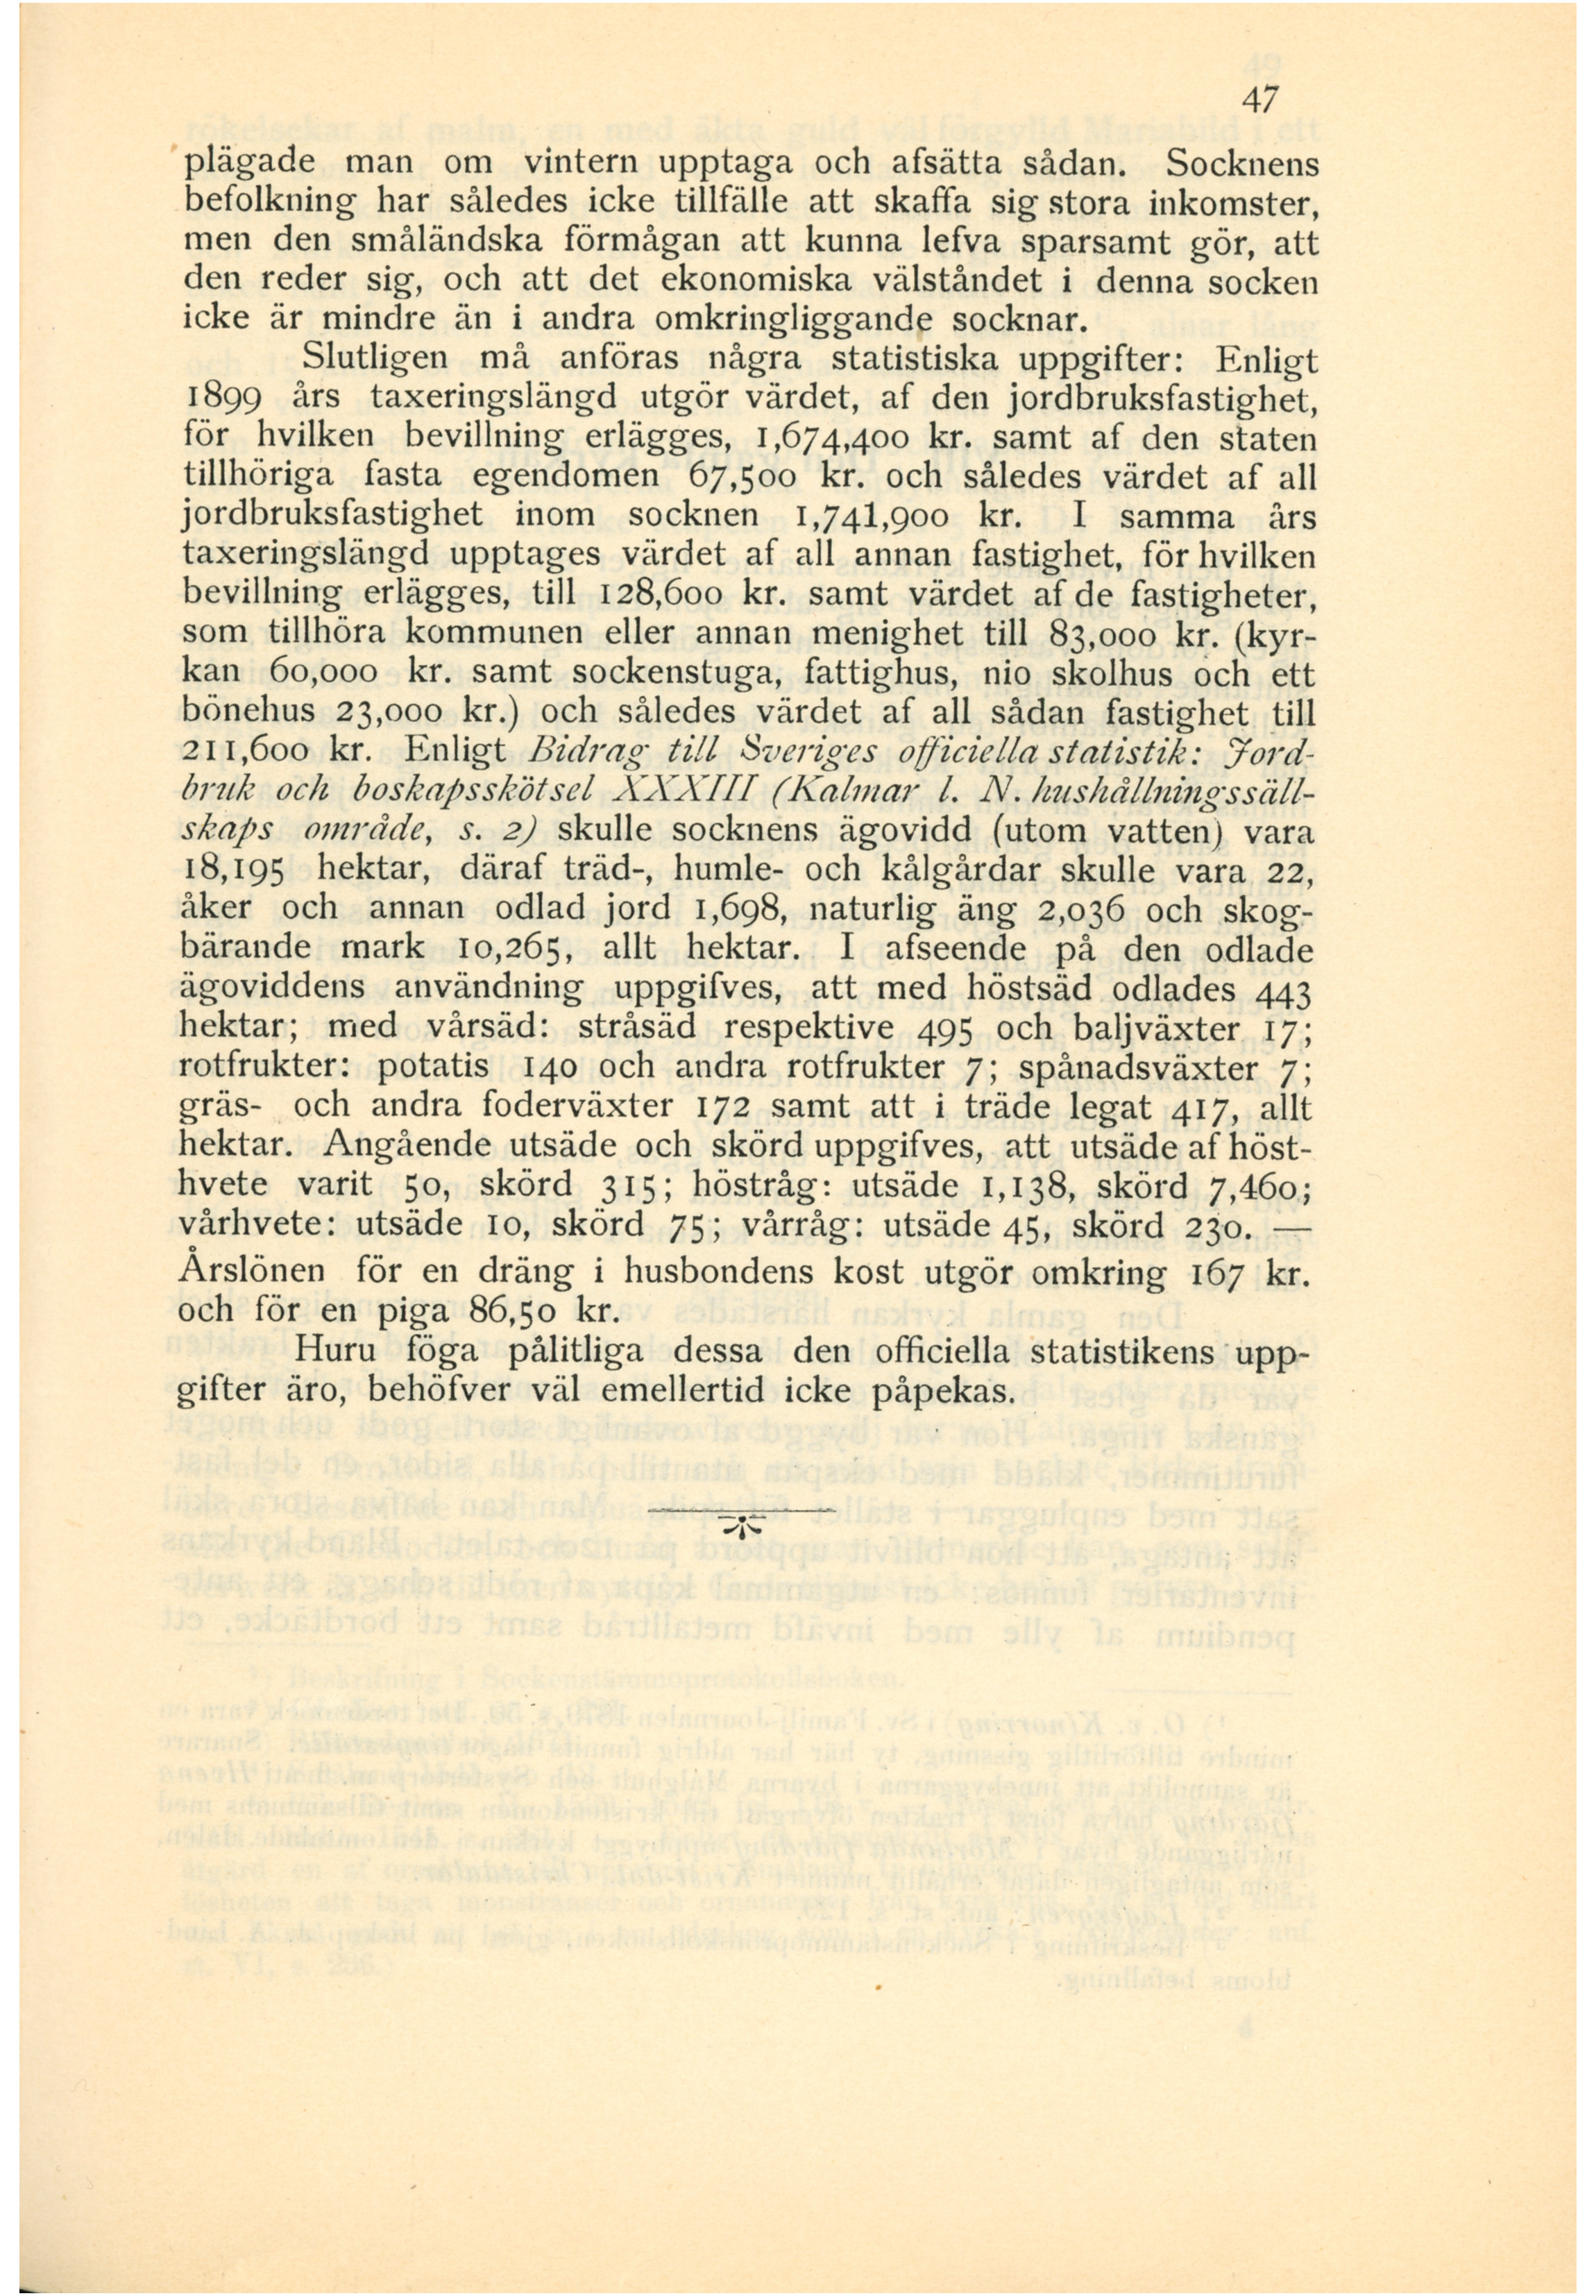 47
plägade man om vintern upptaga och afsätta sådan. Socknens
befolkning har således icke tillfälle att skaffa sig stora inkomster,
men den småländska förmågan att kunna lefva sparsamt gör, att
den reder sig, och att det ekonomiska välståndet i denna socken
icke är mindre än i andra omkringliggande socknar.
Slutligen må anföras några statistiska uppgifter: Enligt
1899 års taxeringslängd utgör värdet, af den jordbruksfastighet,
för hvilken bevillning erlägges, 1,674,400 kr. samt af den staten
tillhöriga fasta egendomen 67,500 kr. och således värdet af all
jordbruksfastighet inom socknen 1,741,900 kr. I samma års
taxeringslängd upptages värdet af all annan fastighet, för hvilken
bevillning erlägges, till 128,600 kr. samt värdet af de fastigheter,
som tillhöra kommunen eller annan menighet till 83,000 kr. (kyr-
kan 60,000 kr. samt sockenstuga, fattighus, nio skolhus och ett
bönehus 23,000 kr.) och således värdet af all sådan fastighet till
211,600 kr. Enligt Bidrag till Sveriges officiella statistik: Jord-
bruk och boskapsskötsel XXXIII (Kalmar l. N. hushållningssäll-
skaps område, s. 2) skulle socknens ägovidd (utom vatten) vara
18,195 hektar, däraf träd-, humle- och kålgårdar skulle vara 22,
åker och annan odlad jord 1,698, naturlig äng 2,036 och skog-
bärande mark 10,265, allt hektar. I afseende på den odlade
ägoviddens användning uppgifves, att med höstsäd odlades 443
hektar; med vårsäd: stråsäd respektive 495 och baljväxter 17;
rotfrukter: potatis 140 och andra rotfrukter 7; spånadsväxter 7;
gräs- och andra foderväxter 172 samt att i träde legat 417, allt
hektar. Angående utsäde och skörd uppgifves, att utsäde af höst-
hvete varit 50, skörd 315; höstråg: utsäde 1,138, skörd 7,460;
vårhvete: utsäde 10, skörd 75; vårråg: utsäde 45, skörd 230. —
Årslönen för en dräng i husbondens kost utgör omkring 167 kr.
och för en piga 86,50 kr.
Huru föga pålitliga dessa den officiella statistikens upp-
gifter äro, behöfver väl emellertid icke påpekas.